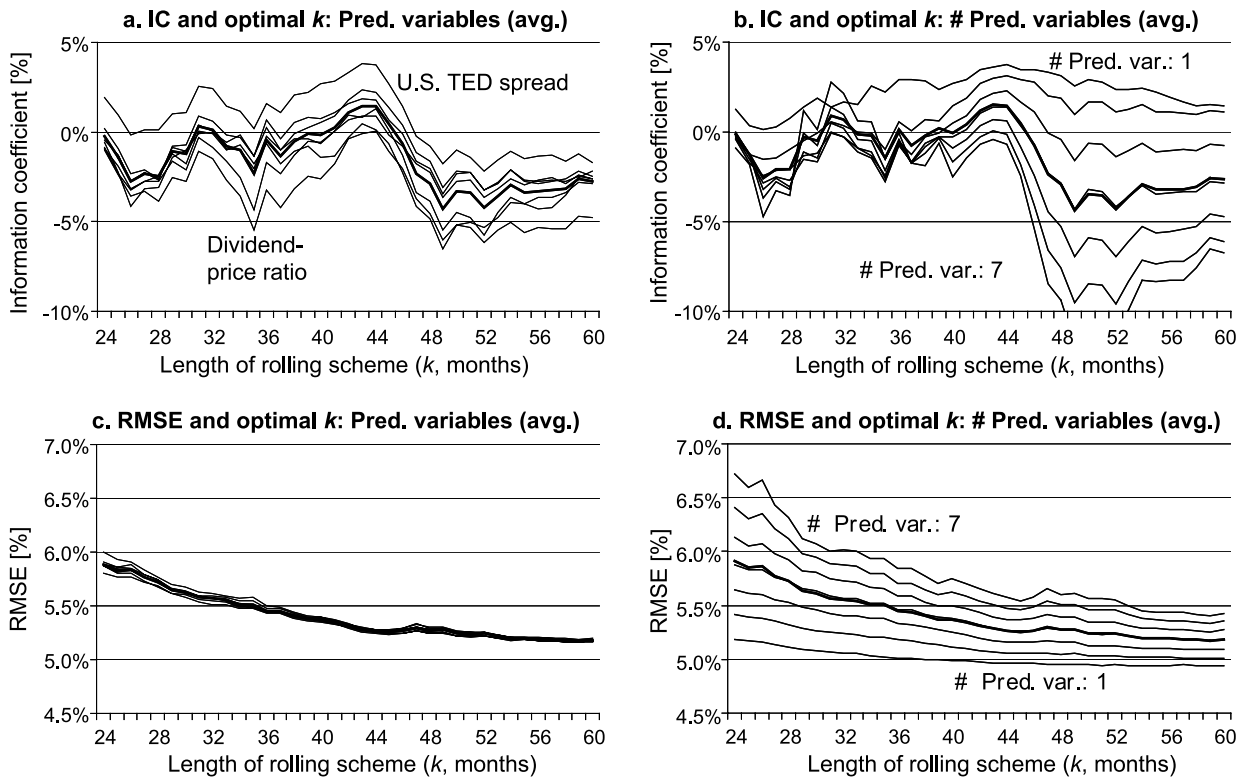 a. IC and optimal k: Pred. variables (avg.)
Information coefficient [%]
5%
0%
-5%
-10%
U.S. TED spread
Dividend-
price ratio
24 28 32 36 40 44 48 52 56 60
Length of rolling scheme (k, months)
b. IC and optimal k: # Pred. variables (avg.)
Information coefficient [%]
5%
0%
-5%
-10%
# Pred. var.: 1
# Pred. var.: 7
24 28 32 36 40 44 48 52 56 60
Length of rolling scheme (k, months)
c. RMSE and optimal k: Pred. variables (avg.)
RMSE [%]
7.0%
6.5%
6.0%
5.5%
5.0%
4.5%
24 28 32 36 40 44 48 52 56 60
Length of rolling scheme (k, months)
d. RMSE and optimal k: # Pred. variables (avg.)
RMSE [%]
7.0%
6.5%
6.0%
5.5%
5.0%
4.5%
# Pred. var.: 7
# Pred. var.: 1
24 28 32 36 40 44 48 52 56 60
Length of rolling scheme (k, months)